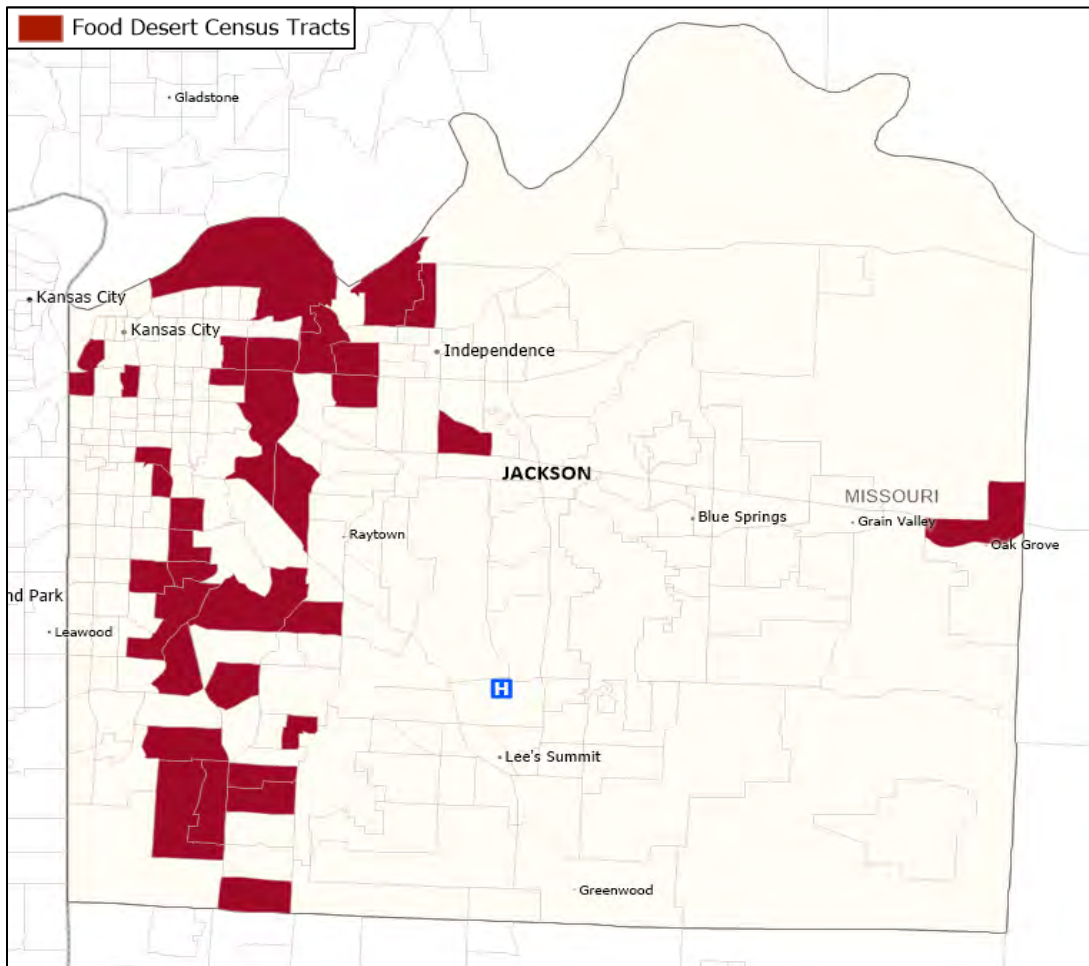 Food Desert Census Tracts
Gladstone
Kansas City
Kansas City
Independence
JACKSON
MISSOURI
Blue Springs
Grain Valley
Raytown
Oak Grove
nd Park
Leawood
H
Lee's Summit
Greenwood